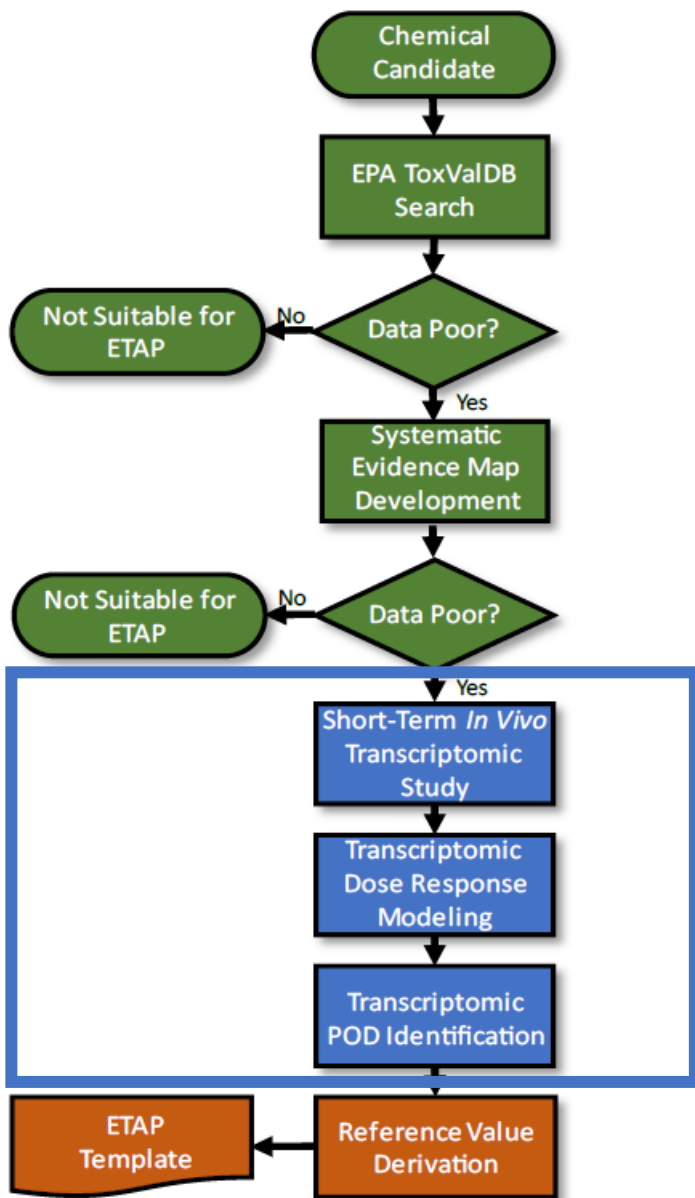 Chemical
Candidate
EPA ToxValDB
Search
Not Suitable for
ETAP
No
Data Poor?
Yes
Systematic
Evidence Map
Development
Not Suitable for
ETAP
No
Data Poor?
Yes
Short-Term In Vivo
Transcriptomic
Study
Transcriptomic
Dose Response
Modeling
Transcriptomic
POD Identification
ETAP
Template
Reference Value
Derivation